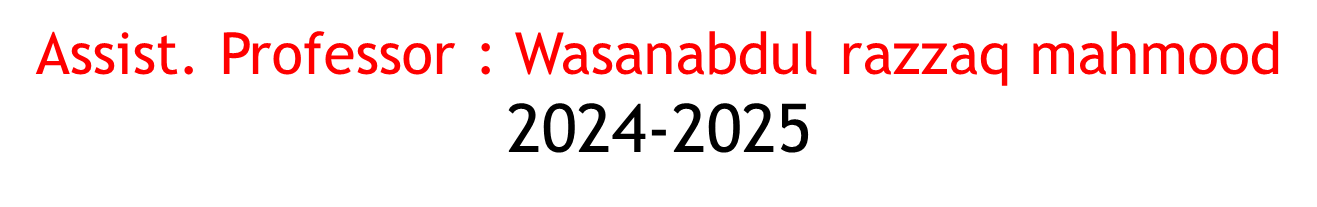 Assist. Professor : Wasanabdul razzaq mahmood
2024-2025